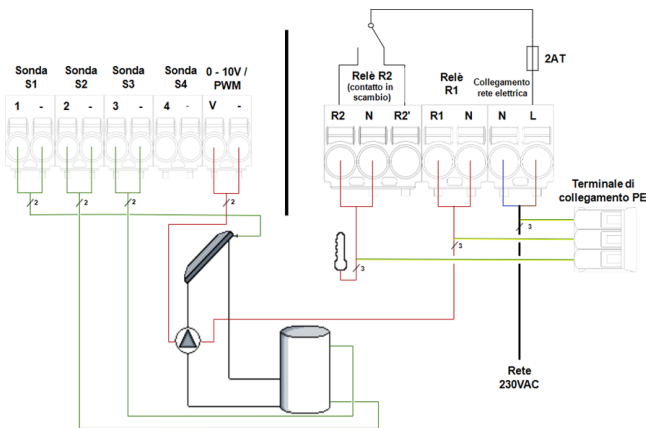 Sonda S1
Sonda S2
Sonda S3
Sonda S4
0 - 10V / PWM
1 -
2 -
3 -
4 -
V -
/2
/2
/2
/2
Relè R2
(contatto in scambio)
Relè R1
Collegamento rete elettrica
2AT
R2 N R2'
R1 N
N L
Terminale di collegamento PE
3
3
3
Rete
230VAC